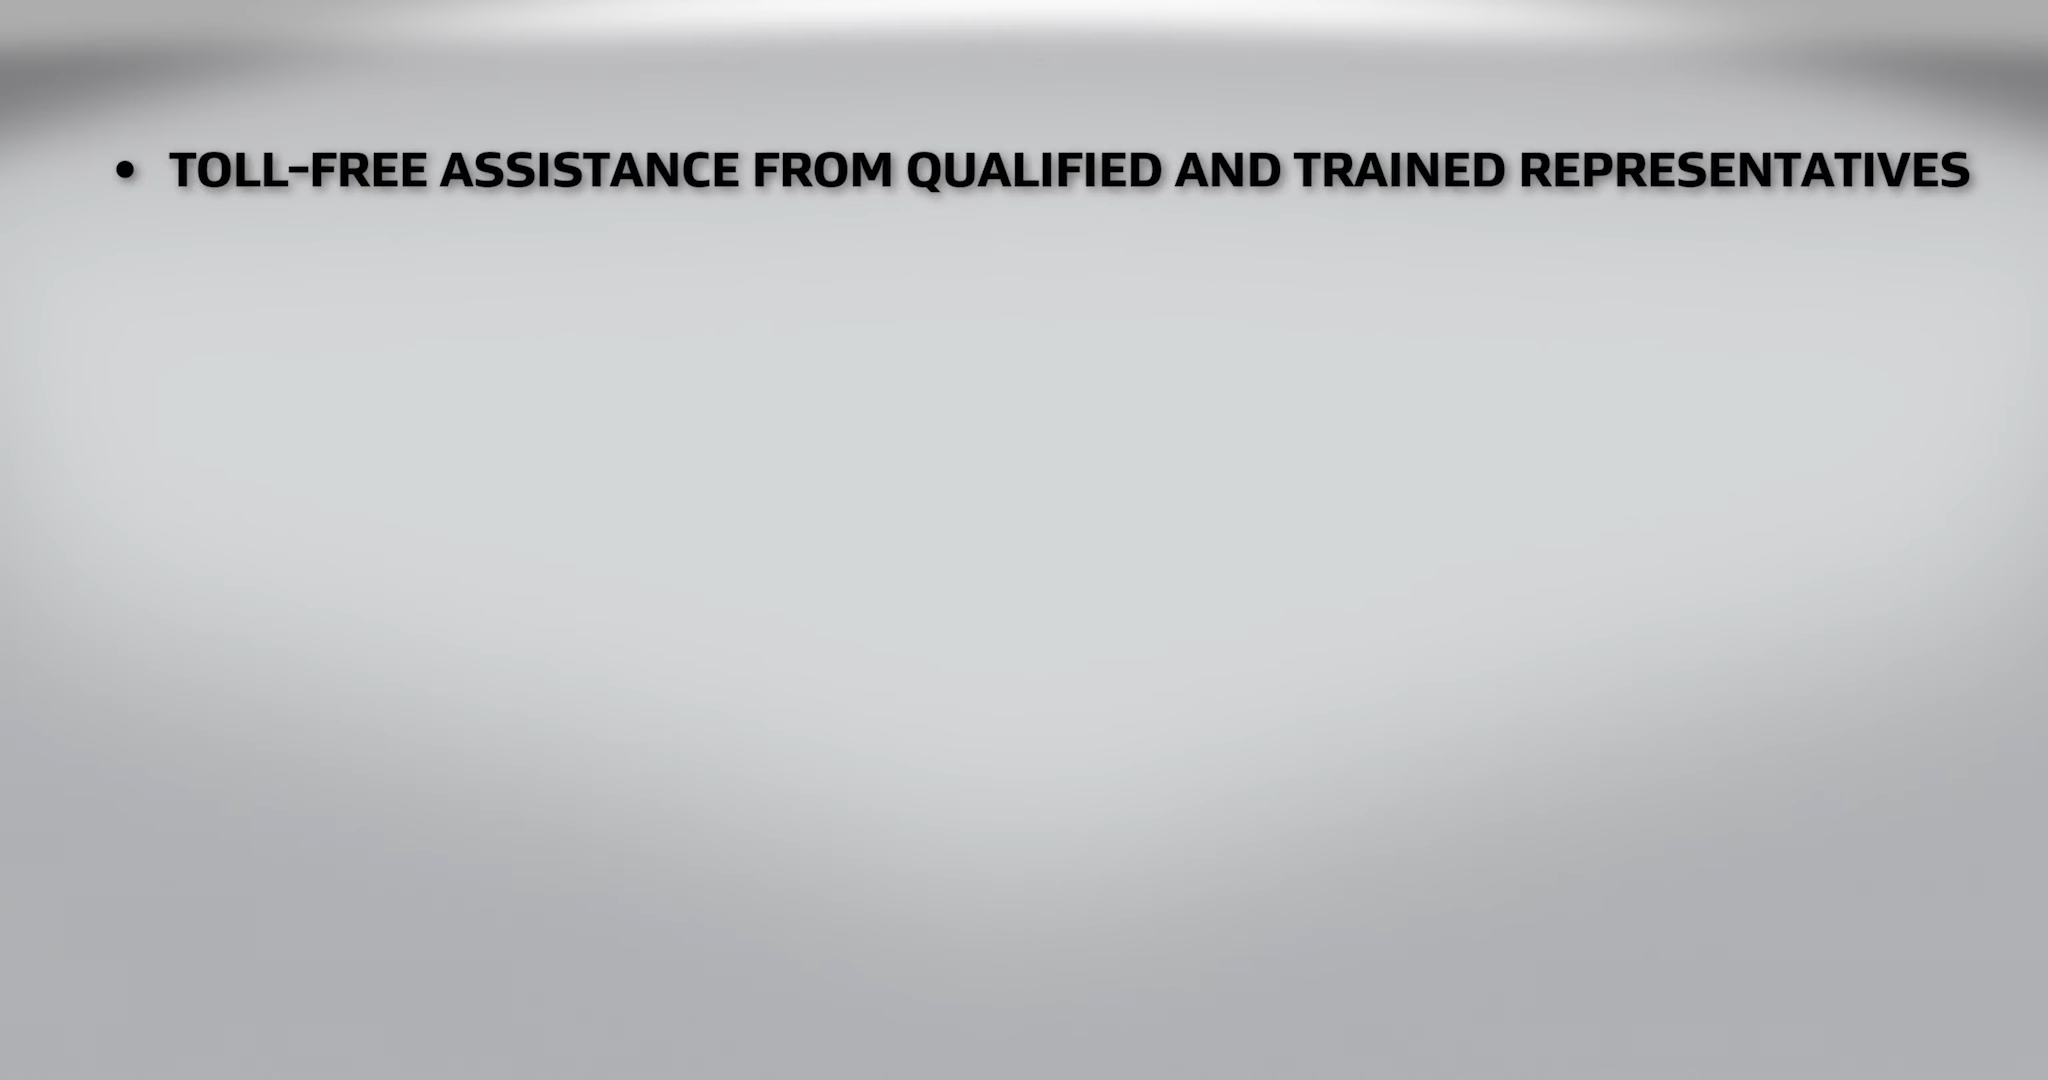 • TOLL-FREE ASSISTANCE FROM QUALIFIED AND TRAINED REPRESENTATIVES